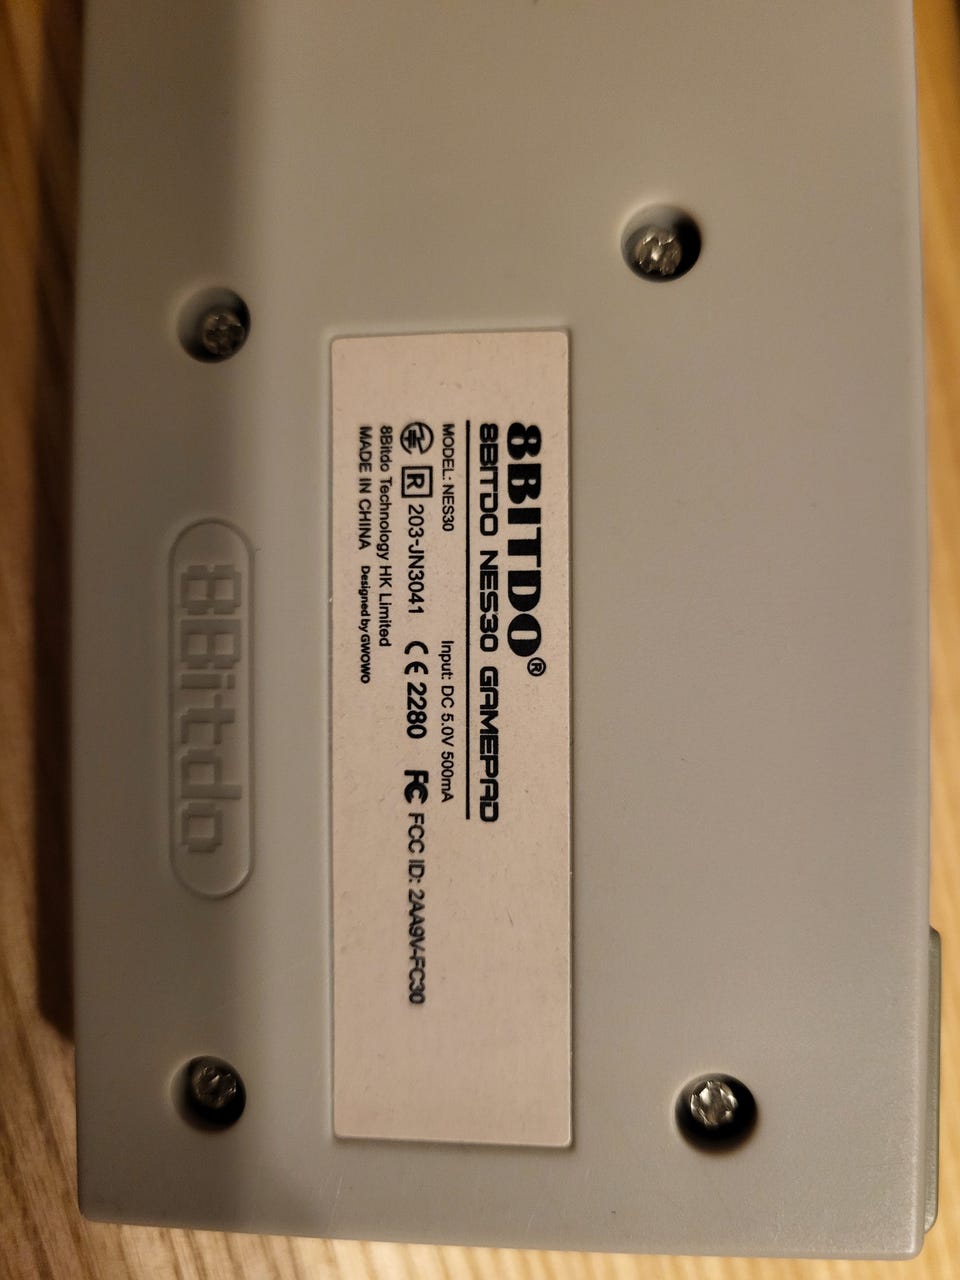 8BITDO®
8BITDO NES30 GAMEPAD
MODEL: NES30 Input: DC 5.0V 500mA
R 203-JN3041 CE 2280 FC FCC ID: 2AA9V-FC30
8Bitdo Technology HK Limited
MADE IN CHINA Designed by GWOWO
8Bitdo